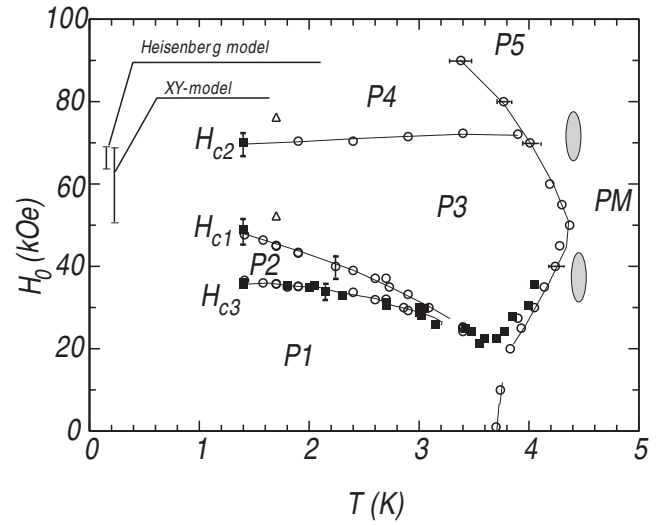 100
P5
Heisenberg model
80
XY-model
P4
Hc2
60
P3
PM
H0 (kOe)
Hc1
40
P2
Hc3
20
P1
0
0 1 2 3 4 5
T (K)